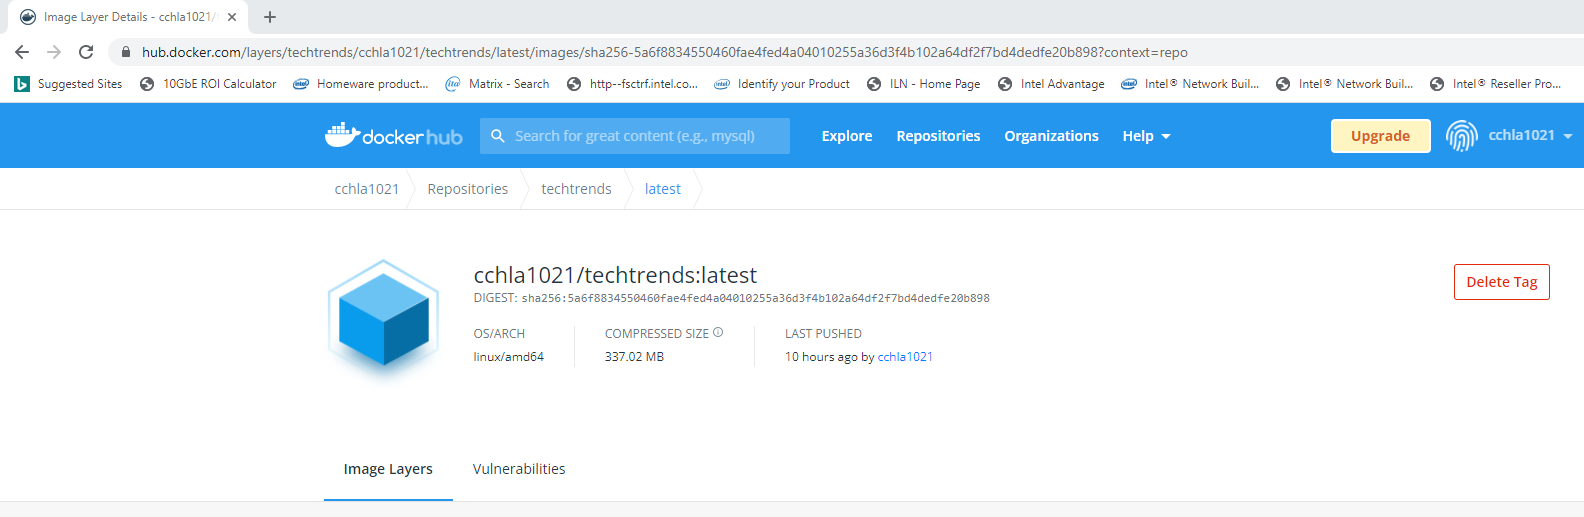 Image Layer Details - cchla1021/
hub.docker.com/layers/techtrends/cchla1021/techtrends/latest/images/sha256-5a6f8834550460fae4fed4a04010255a36d3f4b102a64df2f7bd4dedfe20b898?context=repo
Suggested Sites 10GbE ROI Calculator Homeware product... Matrix - Search http--fsctrf.intel.co... Identify your Product ILN - Home Page Intel Advantage Intel® Network Buil... Intel® Network Buil... Intel® Reseller Pro...
docker hub Search for great content (e.g., mysql) Explore Repositories Organizations Help Upgrade cchla1021
cchla1021 Repositories techtrends latest
cchla1021/techtrends:latest
Delete Tag
DIGEST: sha256:5a6f8834550460fae4fed4a04010255a36d3f4b102a64df2f7bd4dedfe20b898
OS/ARCH COMPRESSED SIZE LAST PUSHED
linux/amd64 337.02 MB 10 hours ago by cchla1021
Image Layers Vulnerabilities